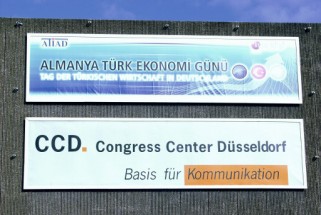 ATİAD
ALMANYA TÜRK EKONOMİ GÜNÜ
TAG DER TÜRKISCHEN WIRTSCHAFT IN DEUTSCHLAND
CCD. Congress Center Düsseldorf
Basis für Kommunikation